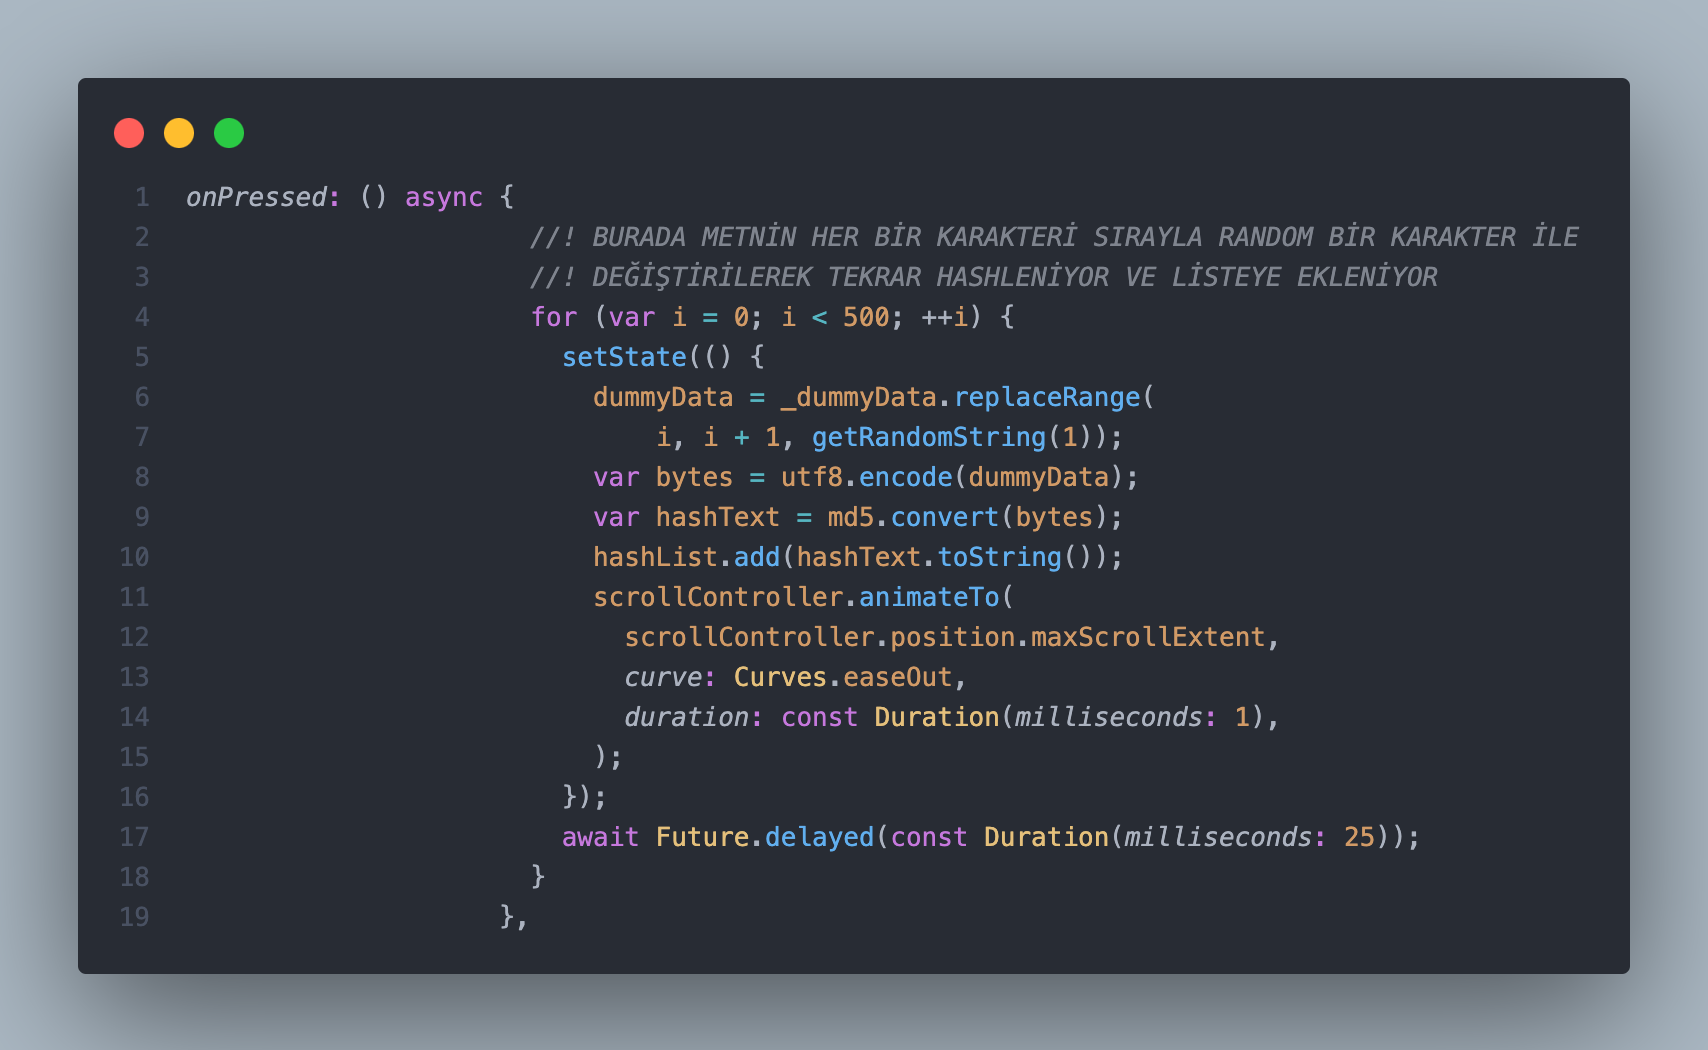 1 onPressed: () async {
2 //! BURADA METNİN HER BİR KARAKTERİ SIRAYLA RANDOM BİR KARAKTER İLE
3 //! DEĞİŞTİRİLEREK TEKRAR HASHLENİYOR VE LİSTEYE EKLENİYOR
4 for (var i = 0; i < 500; ++i) {
5 setState(() {
6 dummyData = _dummyData.replaceRange(
7 i, i + 1, getRandomString(1));
8 var bytes = utf8.encode(dummyData);
9 var hashText = md5.convert(bytes);
10 hashList.add(hashText.toString());
11 scrollController.animateTo(
12 scrollController.position.maxScrollExtent,
13 curve: Curves.easeOut,
14 duration: const Duration(milliseconds: 1),
15 );
16 });
17 await Future.delayed(const Duration(milliseconds: 25));
18 }
19 },